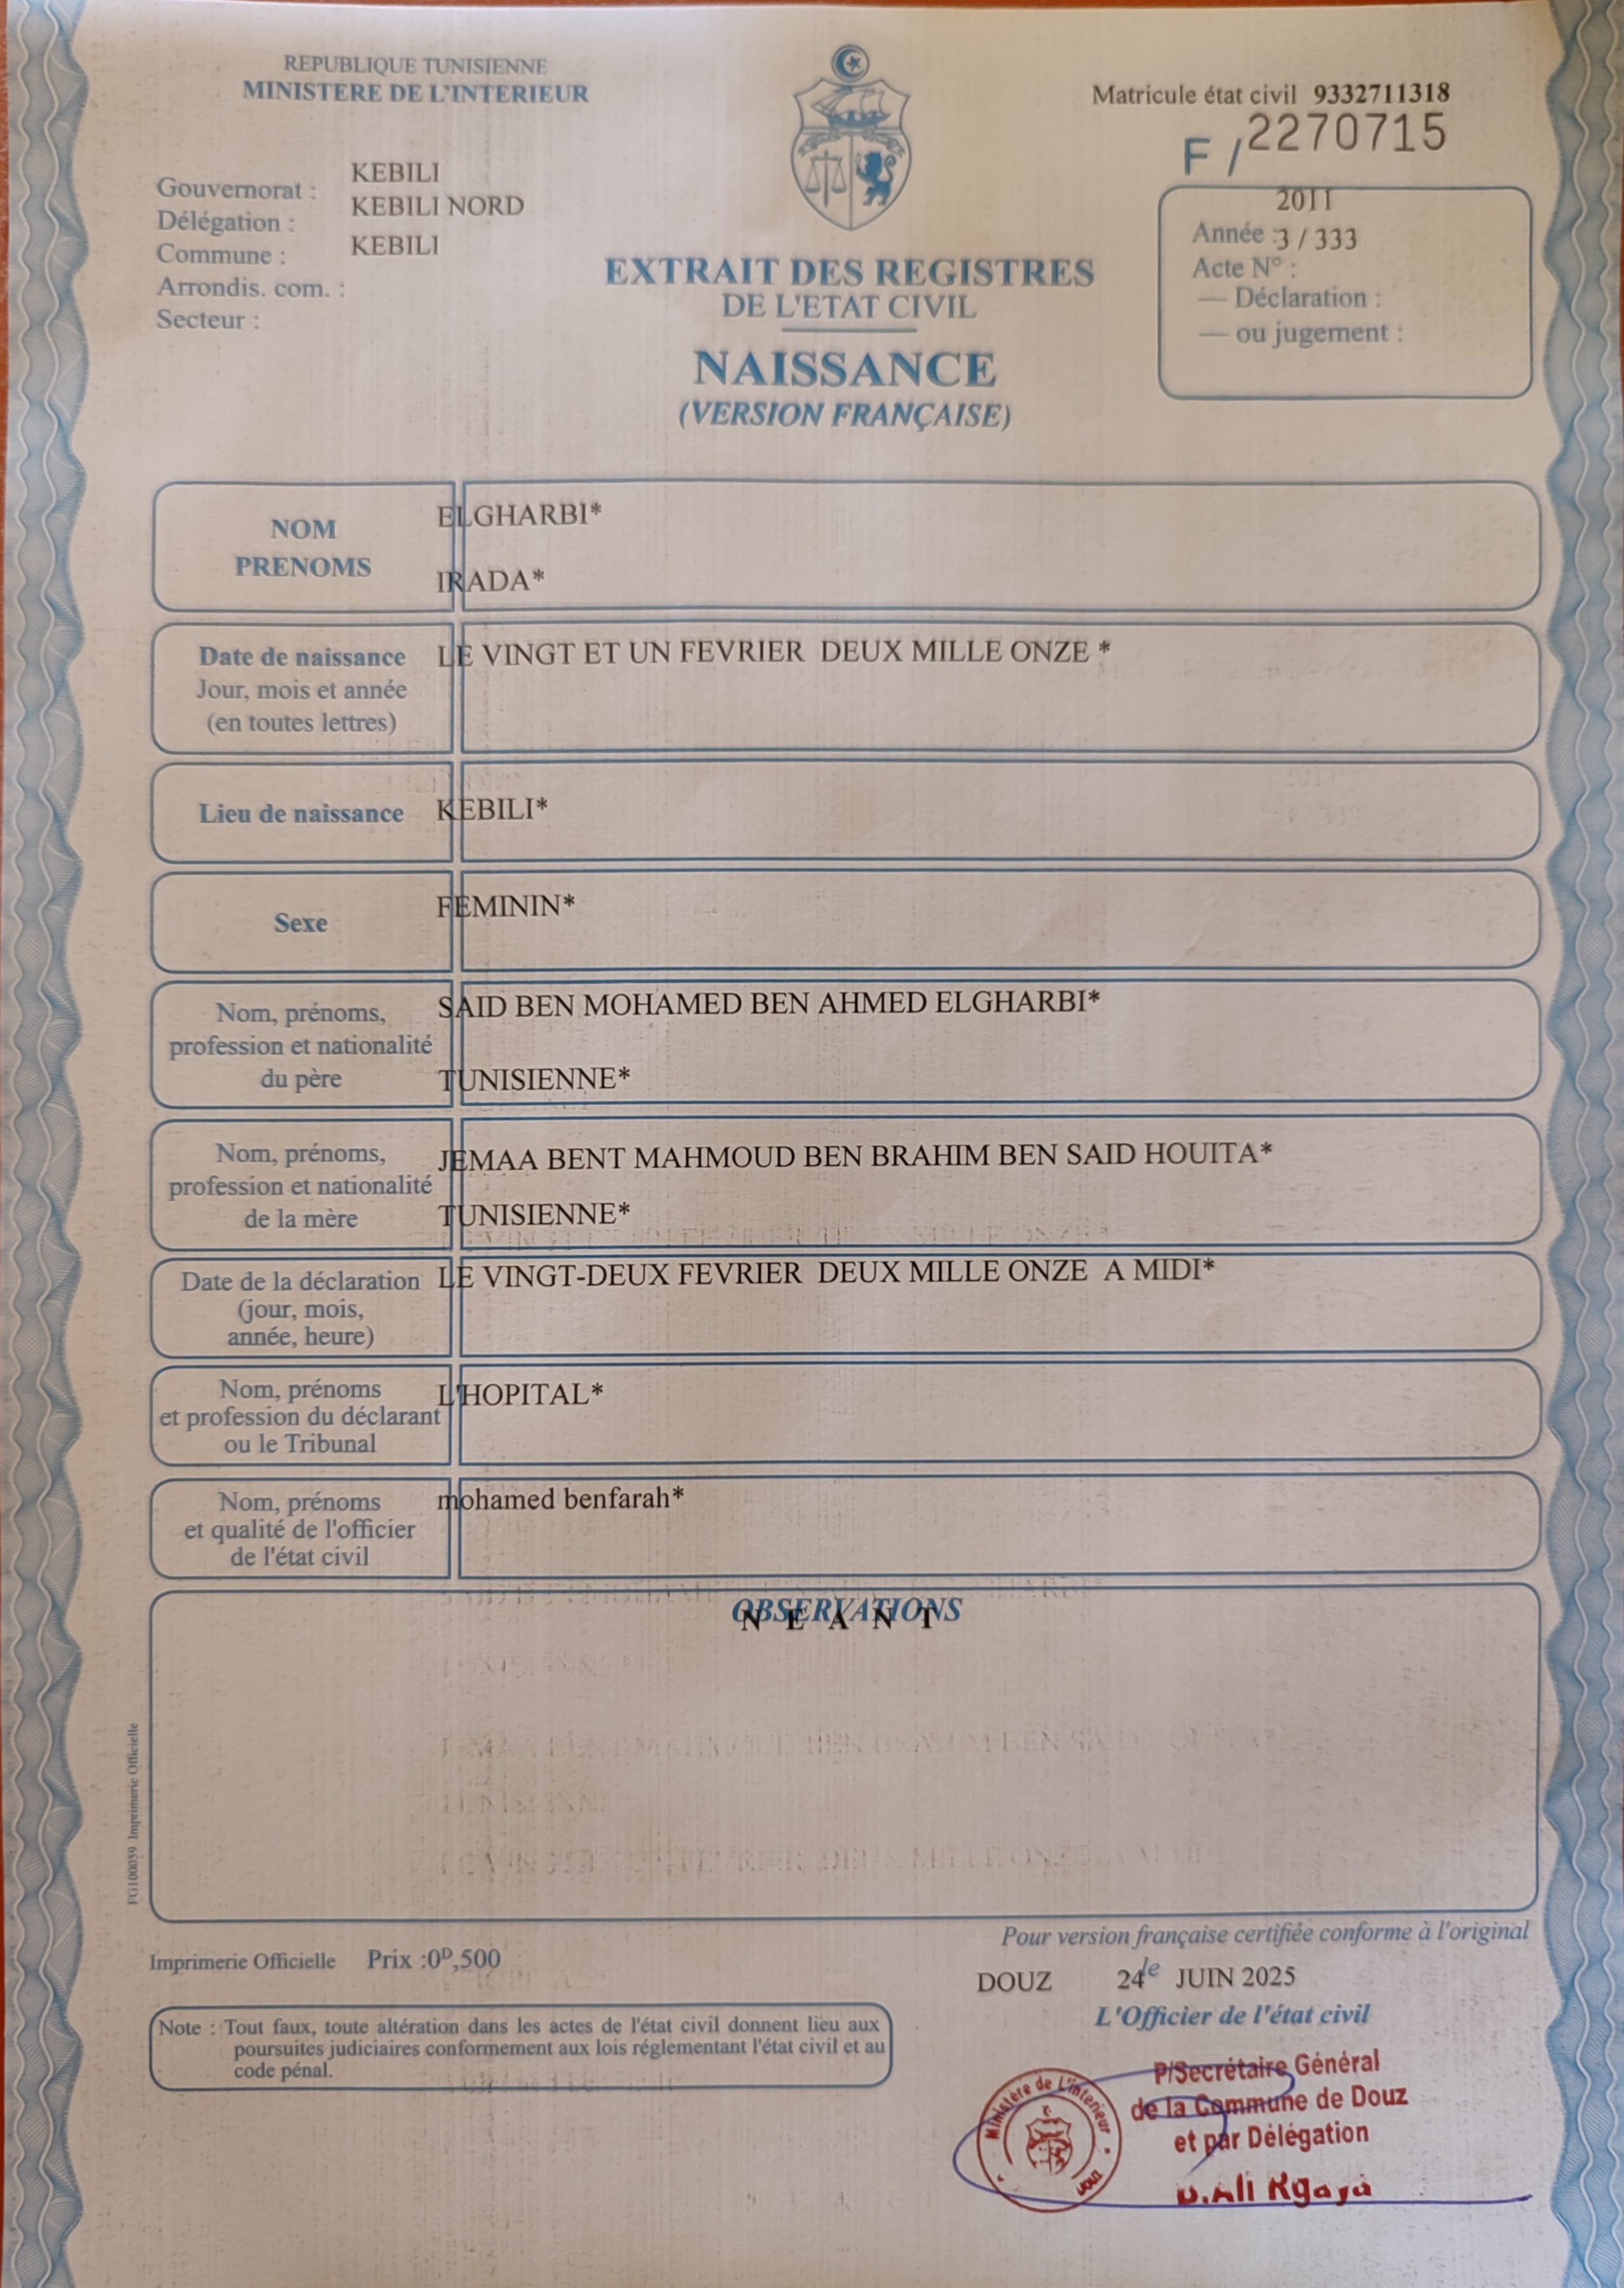 REPUBLIQUE TUNISIENNE
MINISTERE DE L'INTERIEUR
Matricule état civil 9332711318
F / 2270715
Gouvernorat : KEBILI
Délégation : KEBILI NORD
Commune : KEBILI
Arrondis. com. :
Secteur :
2011
Année : 3 / 333
Acte N° :
— Déclaration :
— ou jugement :
EXTRAIT DES REGISTRES
DE L'ETAT CIVIL
NAISSANCE
(VERSION FRANÇAISE)
NOM ELGHARBI*
PRENOMS IRADA*
Date de naissance LE VINGT ET UN FEVRIER DEUX MILLE ONZE *
Jour, mois et année
(en toutes lettres)
Lieu de naissance KEBILI*
Sexe FEMININ*
Nom, prénoms, SAID BEN MOHAMED BEN AHMED ELGHARBI*
profession et nationalité
du père TUNISIENNE*
Nom, prénoms, JEMAA BENT MAHMOUD BEN BRAHIM BEN SAID HOUITA*
profession et nationalité
de la mère TUNISIENNE*
Date de la déclaration LE VINGT-DEUX FEVRIER DEUX MILLE ONZE A MIDI*
(jour, mois,
année, heure)
Nom, prénoms L'HOPITAL*
et profession du déclarant
ou le Tribunal
Nom, prénoms mohamed benfarah*
et qualité de l'officier
de l'état civil
OBSERVATIONS
N E A N T
FG100059 Imprimerie Officielle
Pour version française certifiée conforme à l'original
Imprimerie Officielle Prix :0ᴰ,500
DOUZ 24 le JUIN 2025
L'Officier de l'état civil
Note : Tout faux, toute altération dans les actes de l'état civil donnent lieu aux
poursuites judiciaires conformement aux lois réglementant l'état civil et au
code pénal.
P/Secrétaire Général
de la Commune de Douz
et par Délégation
B.Ali Rgaya
Ministère de L'interieur